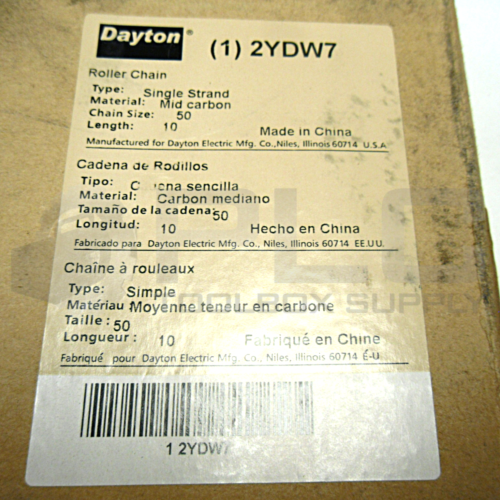 Dayton®
(1) 2YDW7
Roller Chain
Type: Single Strand
Material: Mid carbon
Chain Size: 50
Length: 10 Made in China
Manufactured for Dayton Electric Mfg. Co.,Niles, Illinois 60714 U.S.A
Cadena de Rodillos
Tipo: sencilla
Material: Carbon mediano
Tamaño de la cadena: 50
Longitud: 10 Hecho en China
Fabricado para Dayton Electric Mfg. Co., Niles, Illinois 60714 EE.UU.
Chaîne à rouleaux
Type: Simple
Matériau Moyenne teneur en carbone
Taille : 50
Longueur : 10 Fabriqué en Chine
Fabriqué pour Dayton Electric Mfg. Co., Niles, Illinois 60714 É-U
1 2YDW7